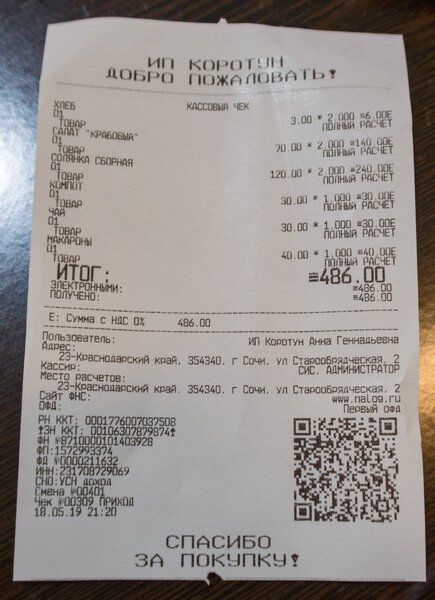 ИП КОРОТУН
ДОБРО ПОЖАЛОВАТЬ!
КАССОВЫЙ ЧЕК
ХЛЕБ
01 3.00 * 2.000 =6.00Е
ТОВАР ПОЛНЫЙ РАСЧЕТ
САЛАТ "КРАБОВЫЙ"
01 70.00 * 2.000 =140.00Е
ТОВАР ПОЛНЫЙ РАСЧЕТ
СОЛЯНКА СБОРНАЯ
01 120.00 * 2.000 =240.00Е
ТОВАР ПОЛНЫЙ РАСЧЕТ
КОМПОТ
01 30.00 * 1.000 =30.00Е
ТОВАР ПОЛНЫЙ РАСЧЕТ
ЧАЙ
01 30.00 * 1.000 =30.00Е
ТОВАР ПОЛНЫЙ РАСЧЕТ
МАКАРОНЫ
01 40.00 * 1.000 =40.00Е
ТОВАР ПОЛНЫЙ РАСЧЕТ
ИТОГ: =486.00
ЭЛЕКТРОННЫМИ: =486.00
ПОЛУЧЕНО: =486.00
Е: Сумма с НДС 0% 486.00
Пользователь: ИП Коротун Анна Геннадьевна
Адрес:
23-Краснодарский край, 354340, г Сочи, ул Старообрядческая, 2
Кассир: СИС. АДМИНИСТРАТОР
Место расчетов:
23-Краснодарский край, 354340, г Сочи, ул Старообрядческая, 2
Сайт ФНС: www.nalog.ru
ОФД: Первый ОФД
РН ККТ: 0001776007037508
ЗН ККТ: 00106307879874
ФН №8710000101403928
ФП:1572993374
ФД №0000211632
ИНН:231708729069
СНО:УСН доход
Смена №00401
Чек №00309 ПРИХОД
18.05.19 21:20
СПАСИБО
ЗА ПОКУПКУ!